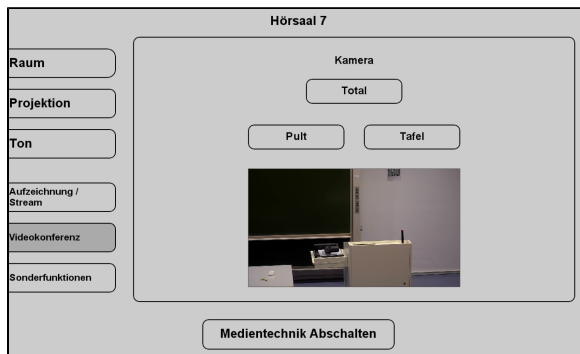 Hörsaal 7
Raum
Projektion
Ton
Aufzeichnung /
Stream
Videokonferenz
Sonderfunktionen
Kamera
Total
Pult
Tafel
Medientechnik Abschalten